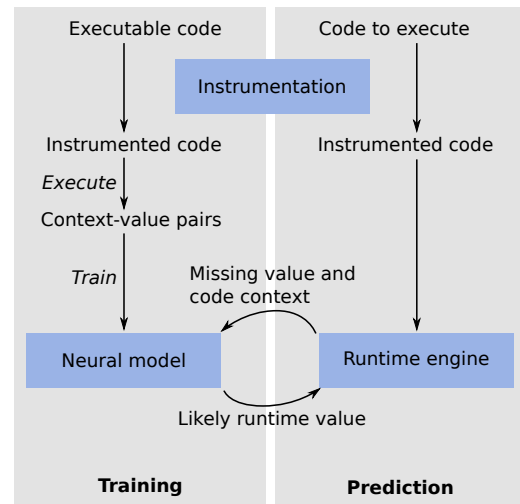 Executable code
Code to execute
Instrumentation
Instrumented code
Instrumented code
Execute
Context-value pairs
Train
Missing value and
code context
Neural model
Runtime engine
Likely runtime value
Training
Prediction